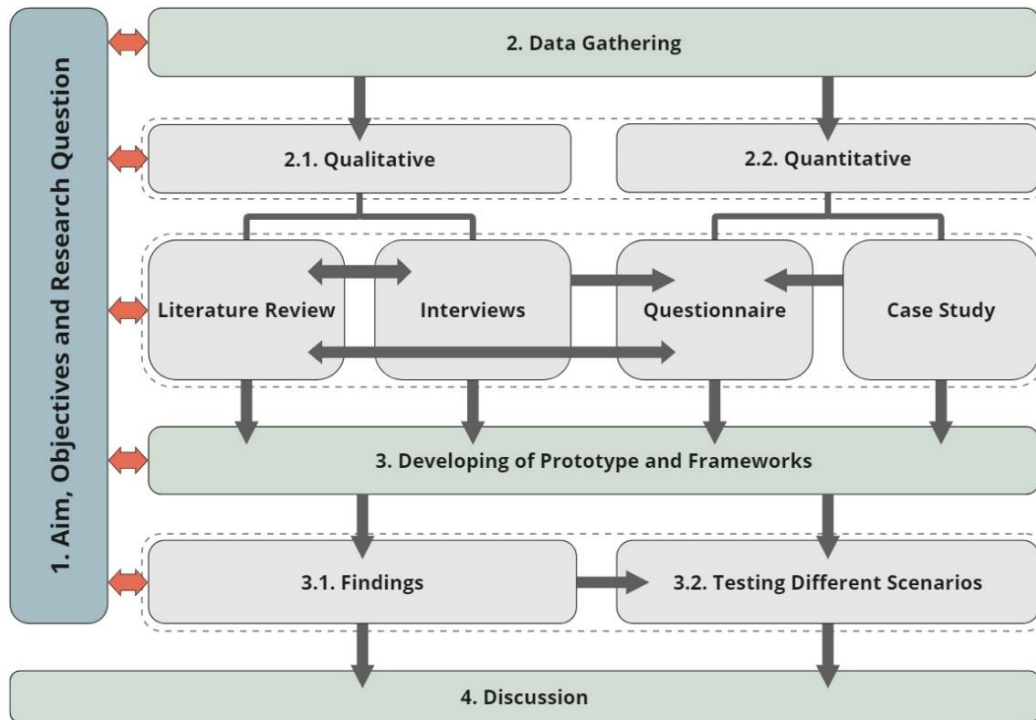 1. Aim, Objectives and Research Question
2. Data Gathering
2.1. Qualitative
2.2. Quantitative
Literature Review
Interviews
Questionnaire
Case Study
3. Developing of Prototype and Frameworks
3.1. Findings
3.2. Testing Different Scenarios
4. Discussion